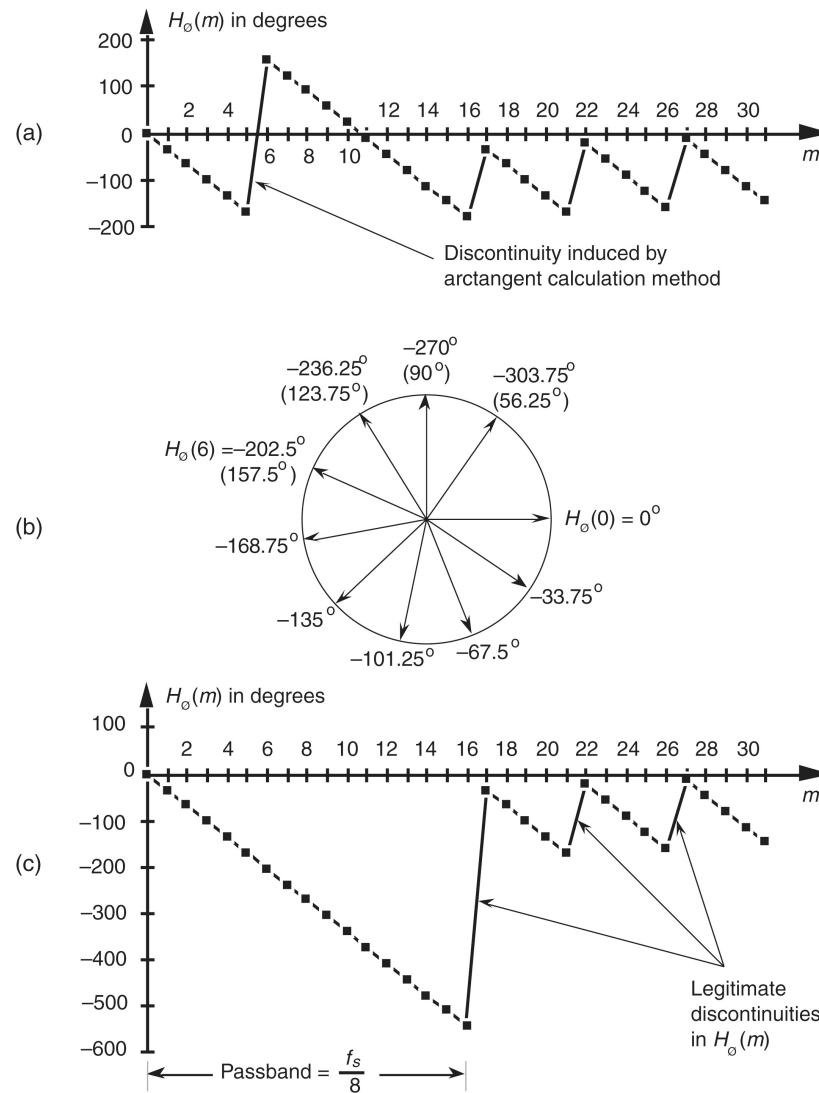 H∅(m) in degrees
200
100
0
–100
–200
2 4 12 14 16 18 20 22 24 26 28 30
6 8 10
m
(a)
Discontinuity induced by
arctangent calculation method
–270°
(90°)
–236.25°
(123.75°)
–303.75°
(56.25°)
H∅(6) =–202.5°
(157.5°)
H∅(0) = 0°
(b)
–168.75°
–33.75°
–135°
–67.5°
–101.25°
H∅(m) in degrees
100
2 4 6 8 10 12 14 16 18 20 22 24 26 28 30
0
m
–100
–200
(c)
–300
–400
–500
–600
Legitimate
discontinuities
in H∅(m)
Passband = fs
8